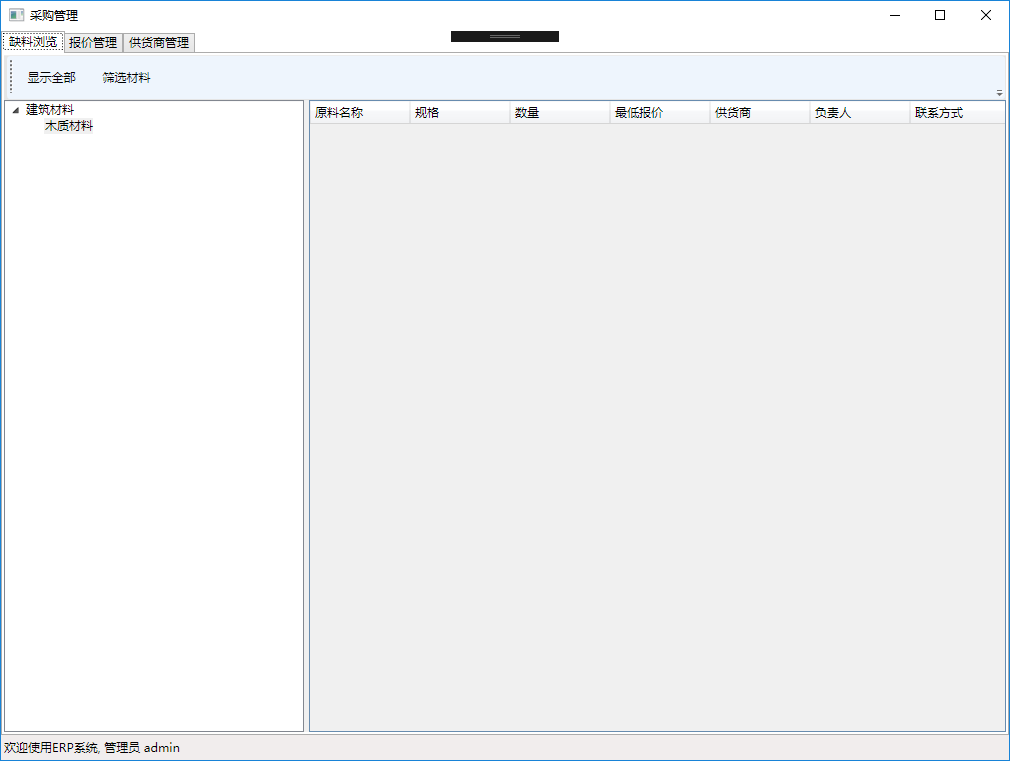 采购管理
缺料浏览 报价管理 供货商管理
显示全部 筛选材料
建筑材料
木质材料
原料名称 规格 数量 最低报价 供货商 负责人 联系方式
欢迎使用ERP系统, 管理员 admin